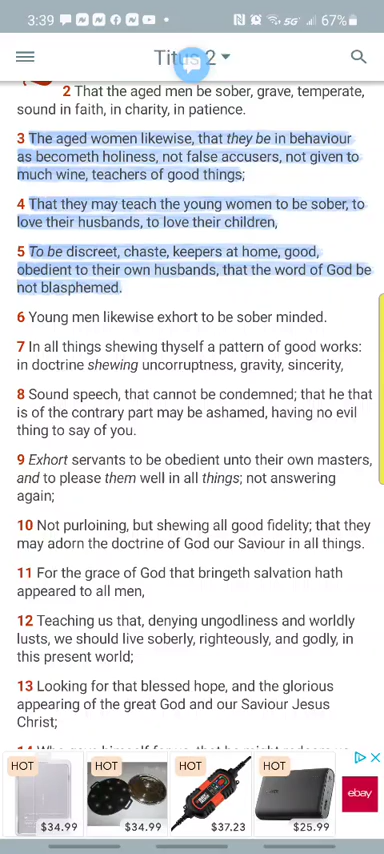 3:39 5G 67%
Titus 2
2 That the aged men be sober, grave, temperate,
sound in faith, in charity, in patience.
3 The aged women likewise, that they be in behaviour
as becometh holiness, not false accusers, not given to
much wine, teachers of good things;
4 That they may teach the young women to be sober, to
love their husbands, to love their children,
5 To be discreet, chaste, keepers at home, good,
obedient to their own husbands, that the word of God be
not blasphemed.
6 Young men likewise exhort to be sober minded.
7 In all things shewing thyself a pattern of good works:
in doctrine shewing uncorruptness, gravity, sincerity,
8 Sound speech, that cannot be condemned; that he that
is of the contrary part may be ashamed, having no evil
thing to say of you.
9 Exhort servants to be obedient unto their own masters,
and to please them well in all things; not answering
again;
10 Not purloining, but shewing all good fidelity; that they
may adorn the doctrine of God our Saviour in all things.
11 For the grace of God that bringeth salvation hath
appeared to all men,
12 Teaching us that, denying ungodliness and worldly
lusts, we should live soberly, righteously, and godly, in
this present world;
13 Looking for that blessed hope, and the glorious
appearing of the great God and our Saviour Jesus
Christ;
HOT HOT HOT HOT
ebay
$34.99 $34.99 $37.23 $25.99